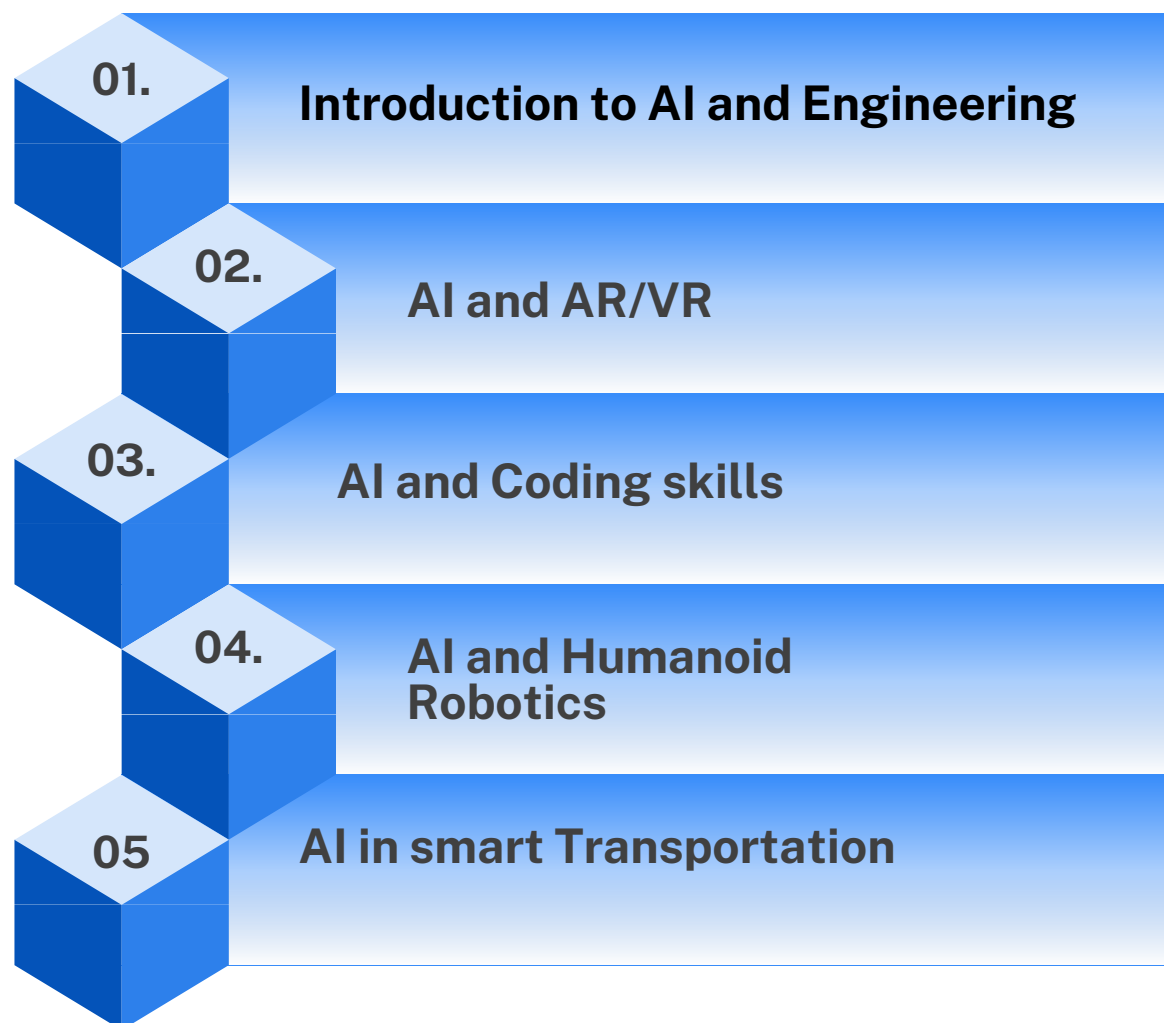 01.
Introduction to AI and Engineering
02.
AI and AR/VR
03.
AI and Coding skills
04.
AI and Humanoid
Robotics
05
AI in smart Transportation